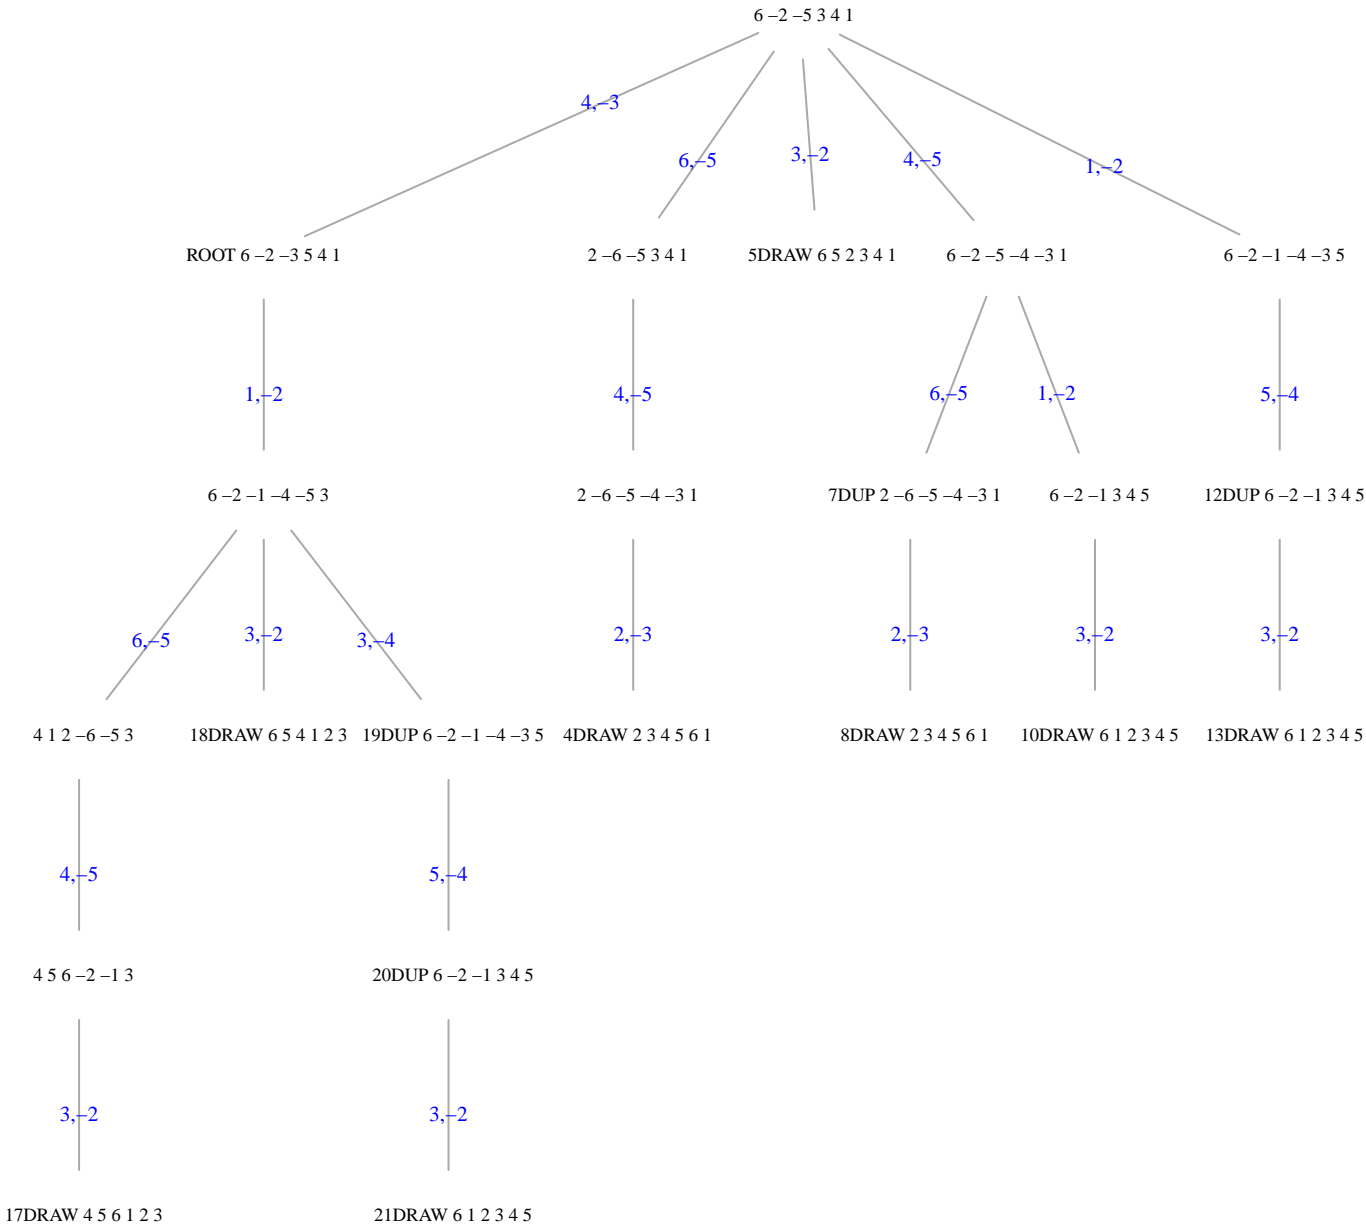 6 –2 –5 3 4 1
4,–3
6,–5
3,–2
4,–5
1,–2
ROOT 6 –2 –3 5 4 1
2 –6 –5 3 4 1
5DRAW 6 5 2 3 4 1
6 –2 –5 –4 –3 1
6 –2 –1 –4 –3 5
1,–2
4,–5
6,–5
1,–2
5,–4
6 –2 –1 –4 –5 3
2 –6 –5 –4 –3 1
7DUP 2 –6 –5 –4 –3 1
6 –2 –1 3 4 5
12DUP 6 –2 –1 3 4 5
6,–5
3,–2
3,–4
2,–3
2,–3
3,–2
3,–2
4 1 2 –6 –5 3
18DRAW 6 5 4 1 2 3
19DUP 6 –2 –1 –4 –3 5
4DRAW 2 3 4 5 6 1
8DRAW 2 3 4 5 6 1
10DRAW 6 1 2 3 4 5
13DRAW 6 1 2 3 4 5
4,–5
5,–4
4 5 6 –2 –1 3
20DUP 6 –2 –1 3 4 5
3,–2
3,–2
17DRAW 4 5 6 1 2 3
21DRAW 6 1 2 3 4 5